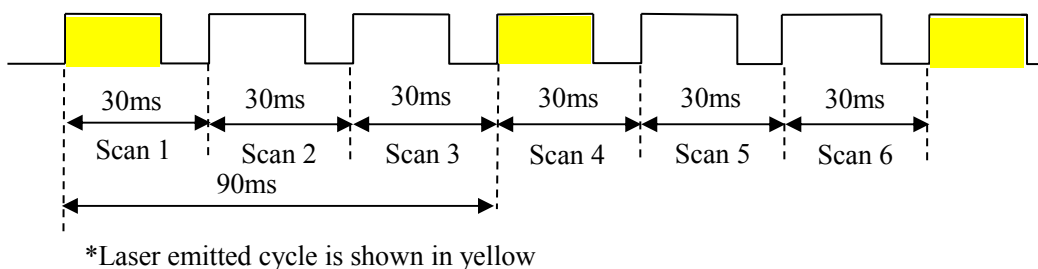 30ms 30ms 30ms 30ms 30ms 30ms
Scan 1 Scan 2 Scan 3 Scan 4 Scan 5 Scan 6
90ms
*Laser emitted cycle is shown in yellow